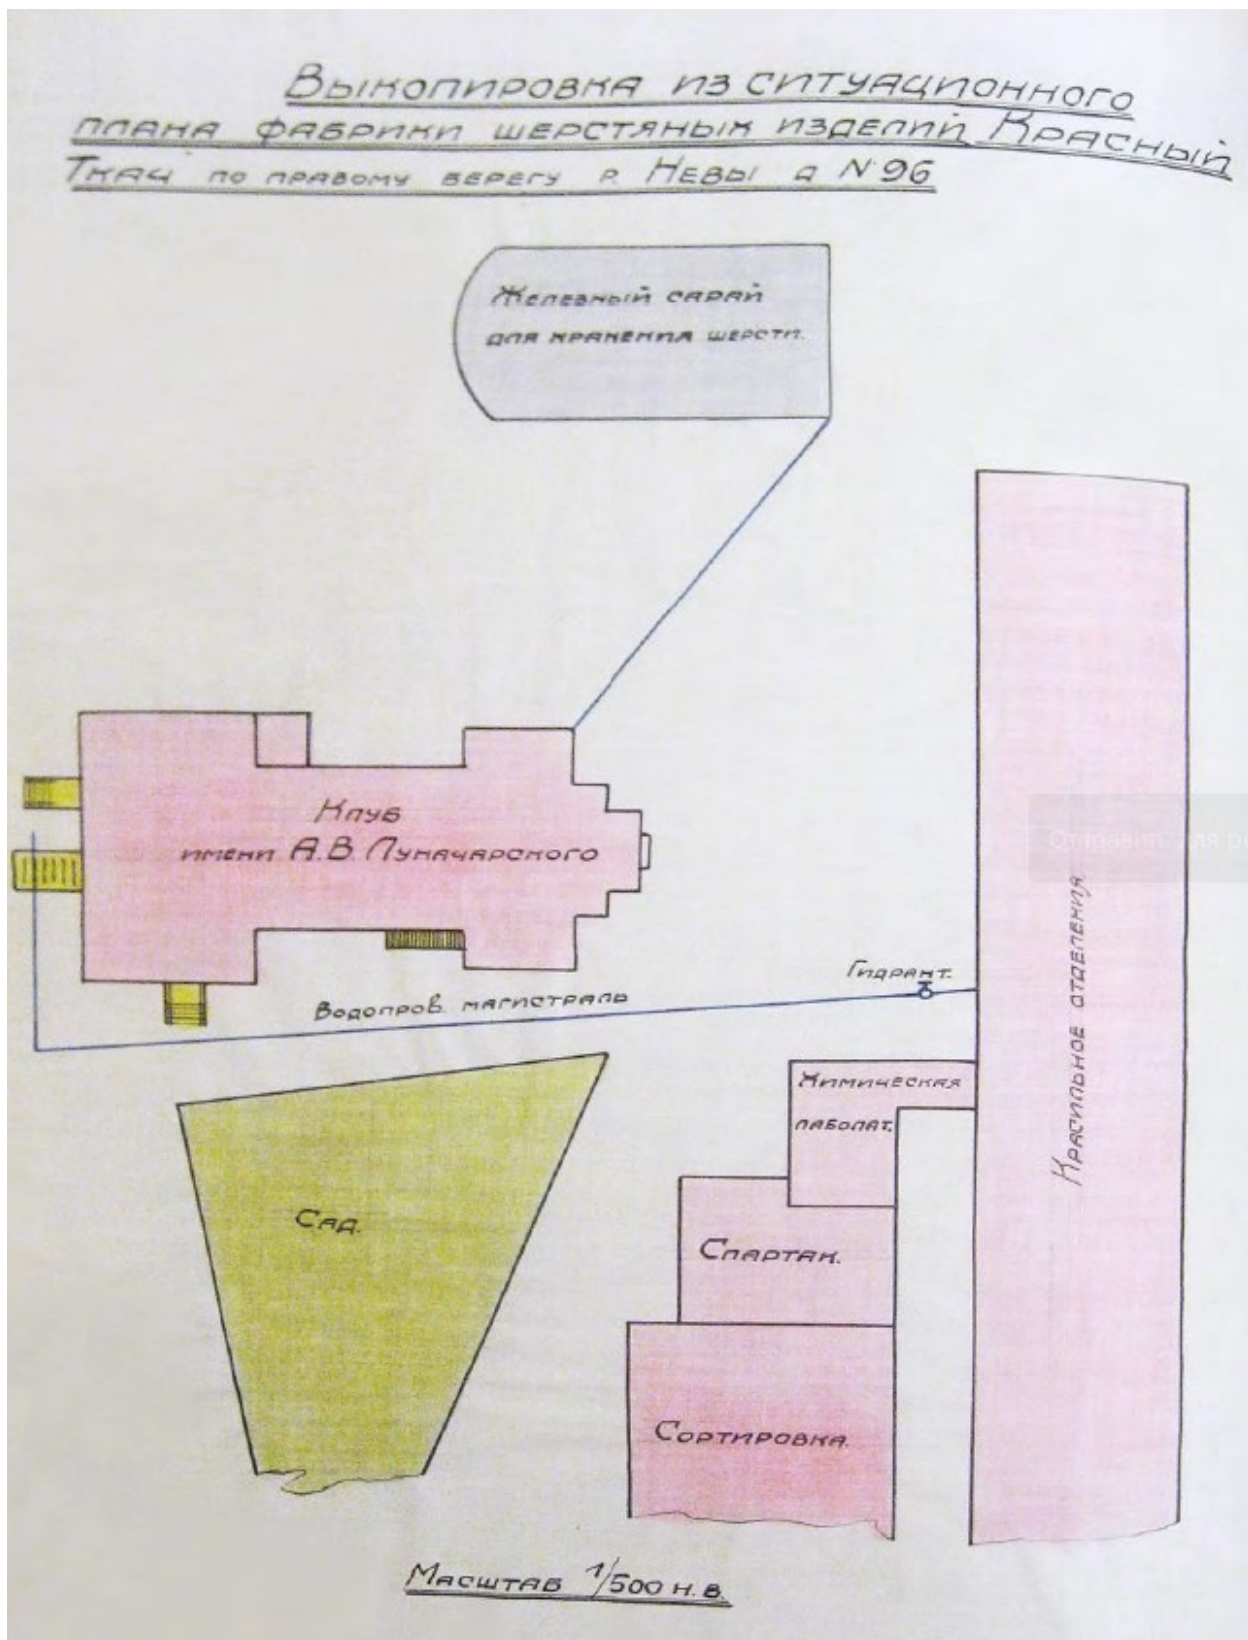 Выкопировка из ситуационного
плана фабрики шерстяных изделий Красный
Ткач по правому берегу р. Невы д N 96
Железный сарай
для хранения шерсти.
Клуб
имени А.В. Луначарского
Гидрант.
Водопров. магистраль
Химическая
лаболат.
Красильное отделения
Сад.
Спартак.
Сортировка.
Масштаб 1/500 н.в.